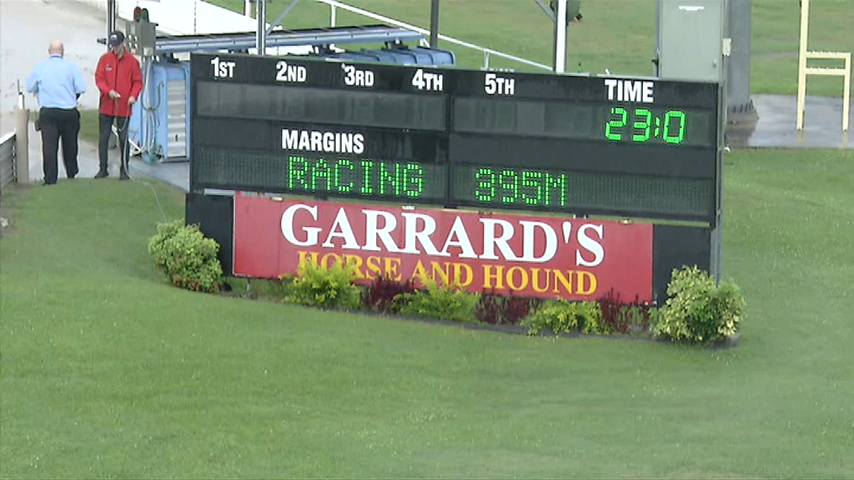 1ST 2ND 3RD 4TH 5TH TIME
23:0
MARGINS
RACING 395M
GARRARD'S
HORSE AND HOUND